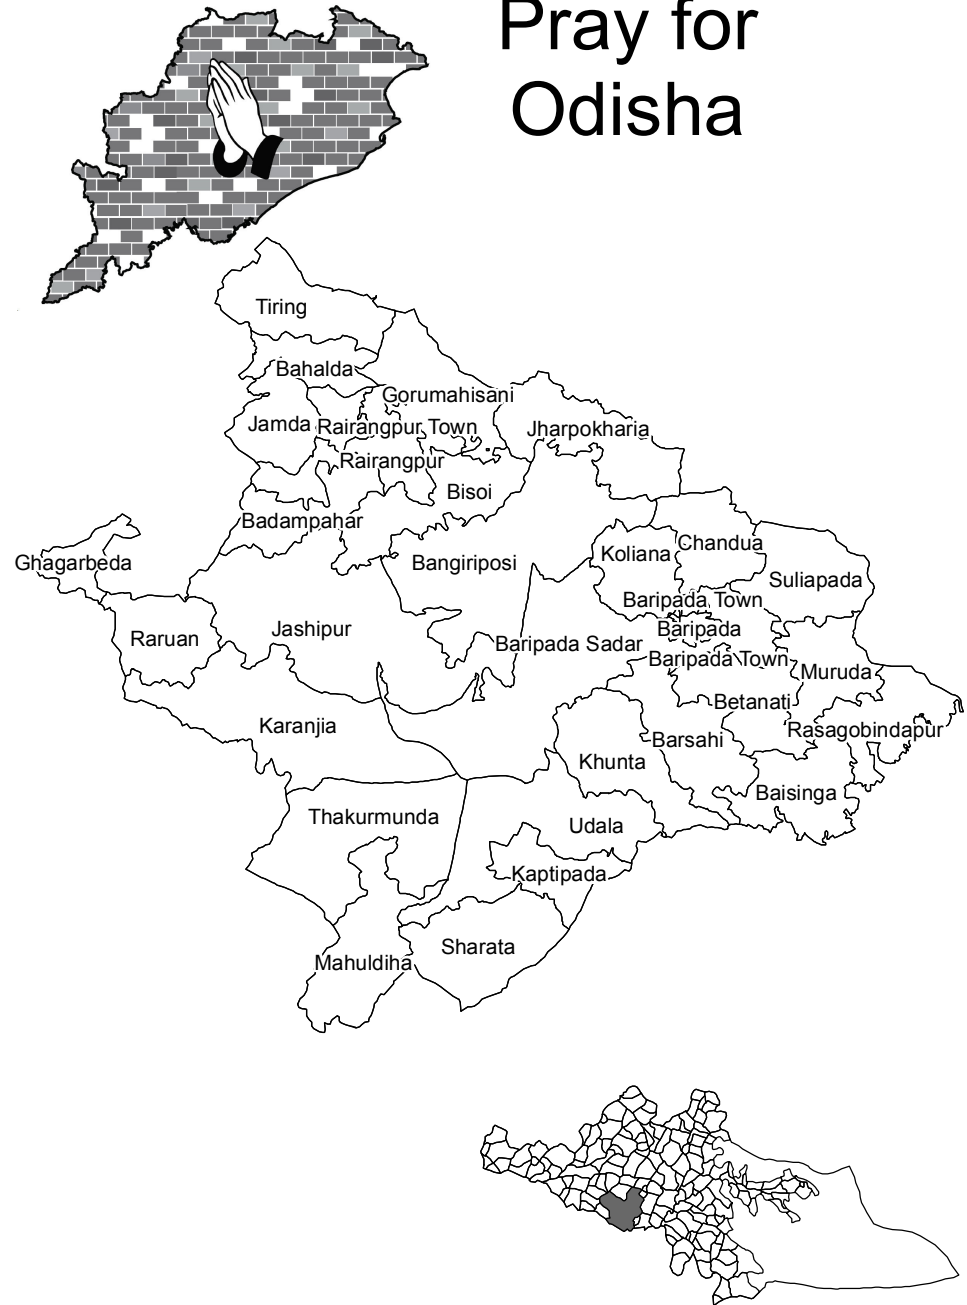 Pray for
Odisha
Tiring
Bahalda
Gorumahisani
Jamda
Rairangpur Town
Jharpokharia
Rairangpur
Bisoi
Badampahar
Ghagarbeda
Bangiriposi
Koliana
Chandua
Suliapada
Baripada Town
Raruan
Jashipur
Baripada Sadar
Baripada
Baripada Town
Muruda
Betanati
Karanjia
Barsahi
Rasagobindapur
Khunta
Baisinga
Thakurmunda
Udala
Kaptipada
Sharata
Mahuldiha